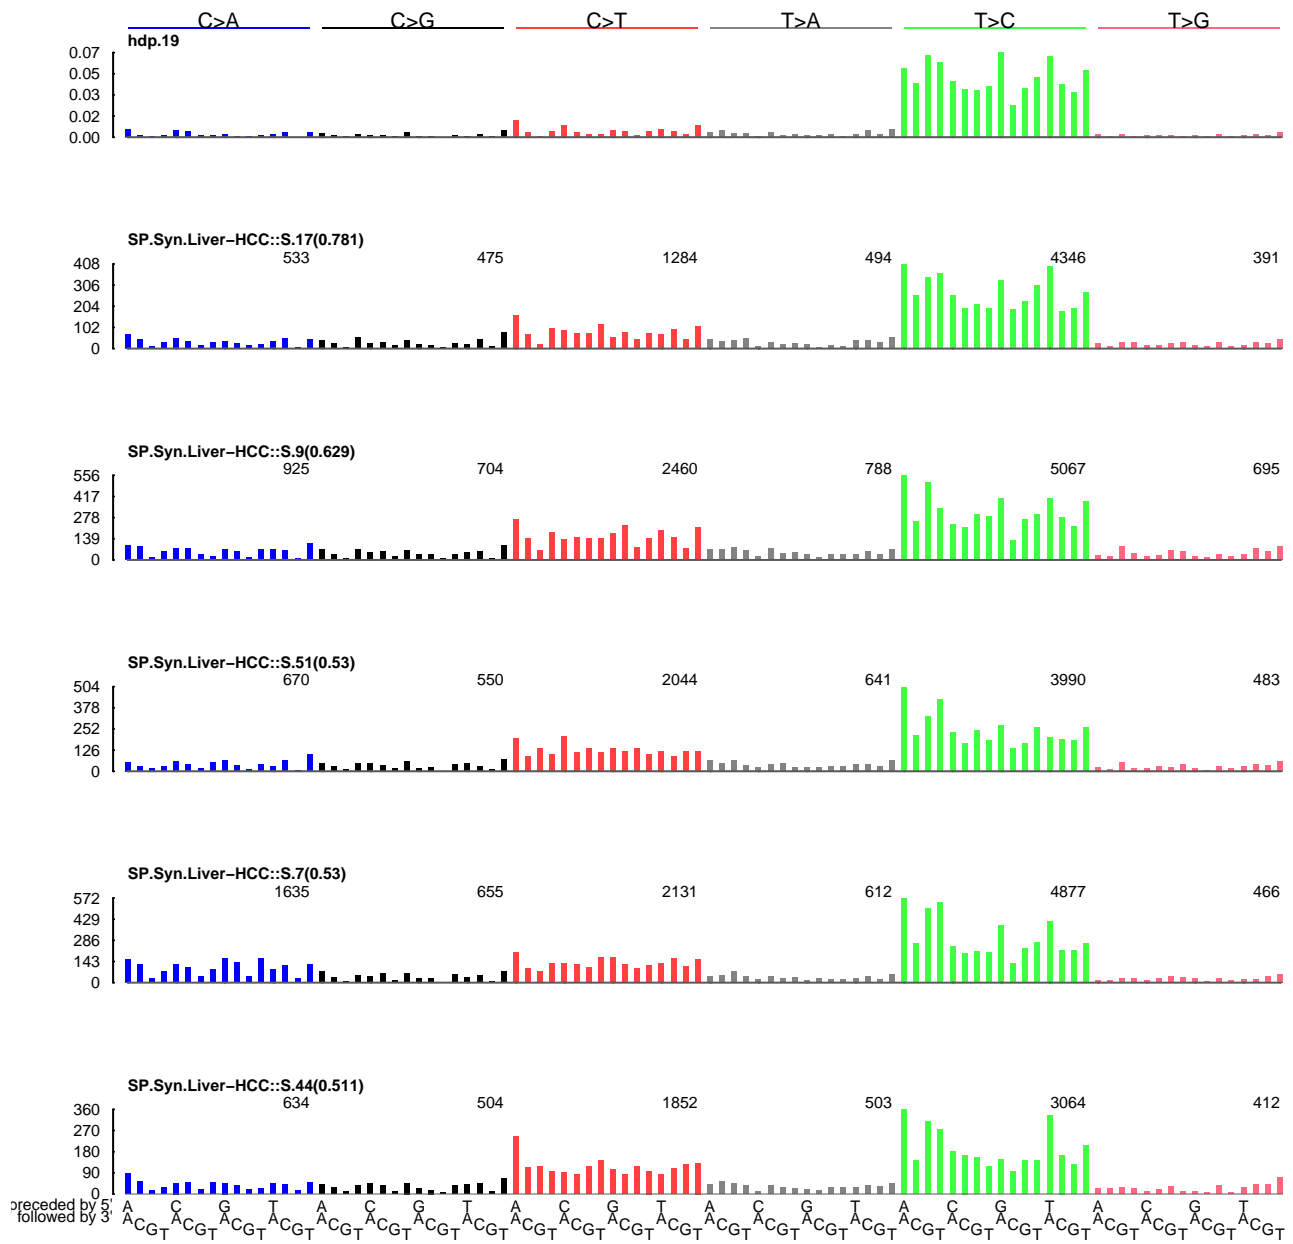 C>A C>G C>T T>A T>C T>G
hdp.19
0.07
0.05
0.03
0.02
0.00
SP.Syn.Liver−HCC::S.17(0.781)
533 475 1284 494 4346 391
408
306
204
102
0
SP.Syn.Liver−HCC::S.9(0.629)
925 704 2460 788 5067 695
556
417
278
139
0
SP.Syn.Liver−HCC::S.51(0.53)
670 550 2044 641 3990 483
504
378
252
126
0
SP.Syn.Liver−HCC::S.7(0.53)
1635 655 2131 612 4877 466
572
429
286
143
0
SP.Syn.Liver−HCC::S.44(0.511)
634 504 1852 503 3064 412
360
270
180
90
0
preceded by 5' A C G T A C G T A C G T A C G T A C G T A C G T
followed by 3' A C G T A C G T A C G T A C G T A C G T A C G T A C G T A C G T A C G T A C G T A C G T A C G T A C G T A C G T A C G T A C G T A C G T A C G T A C G T A C G T A C G T A C G T A C G T A C G T